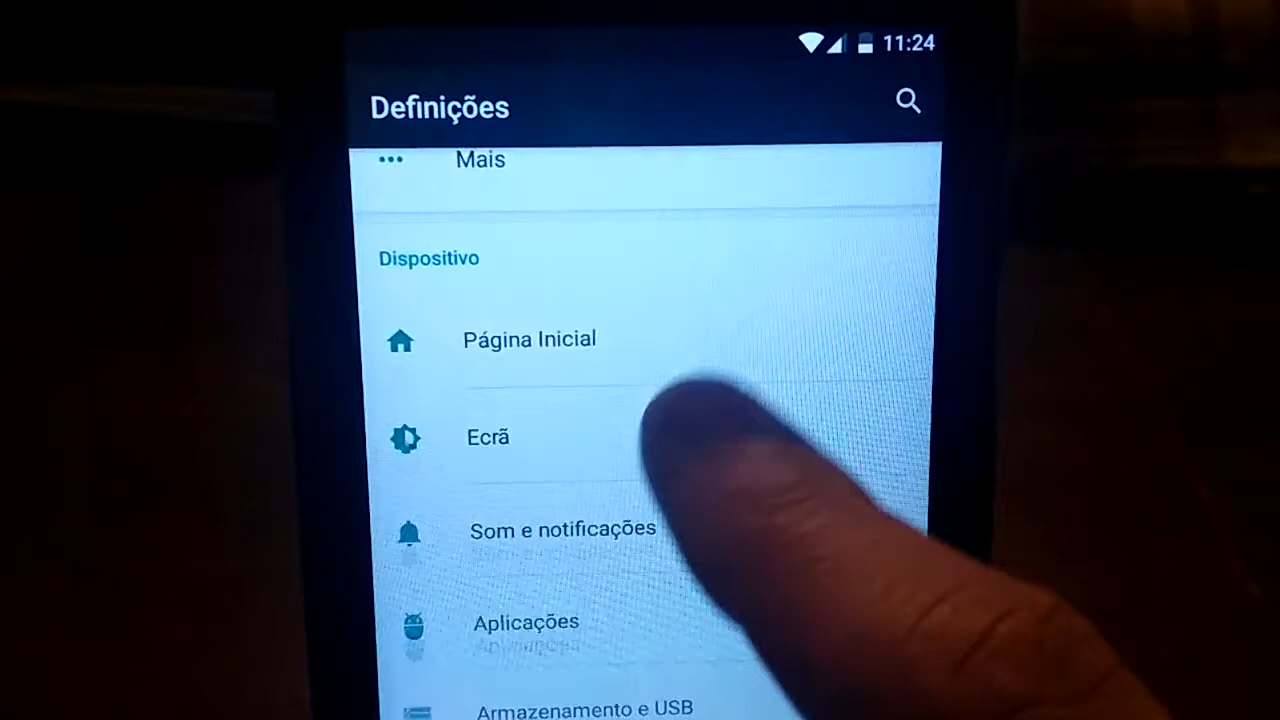 11:24
Definições
Mais
Dispositivo
Página Inicial
Ecrã
Som e notificações
Aplicações
Armazenamento e USB